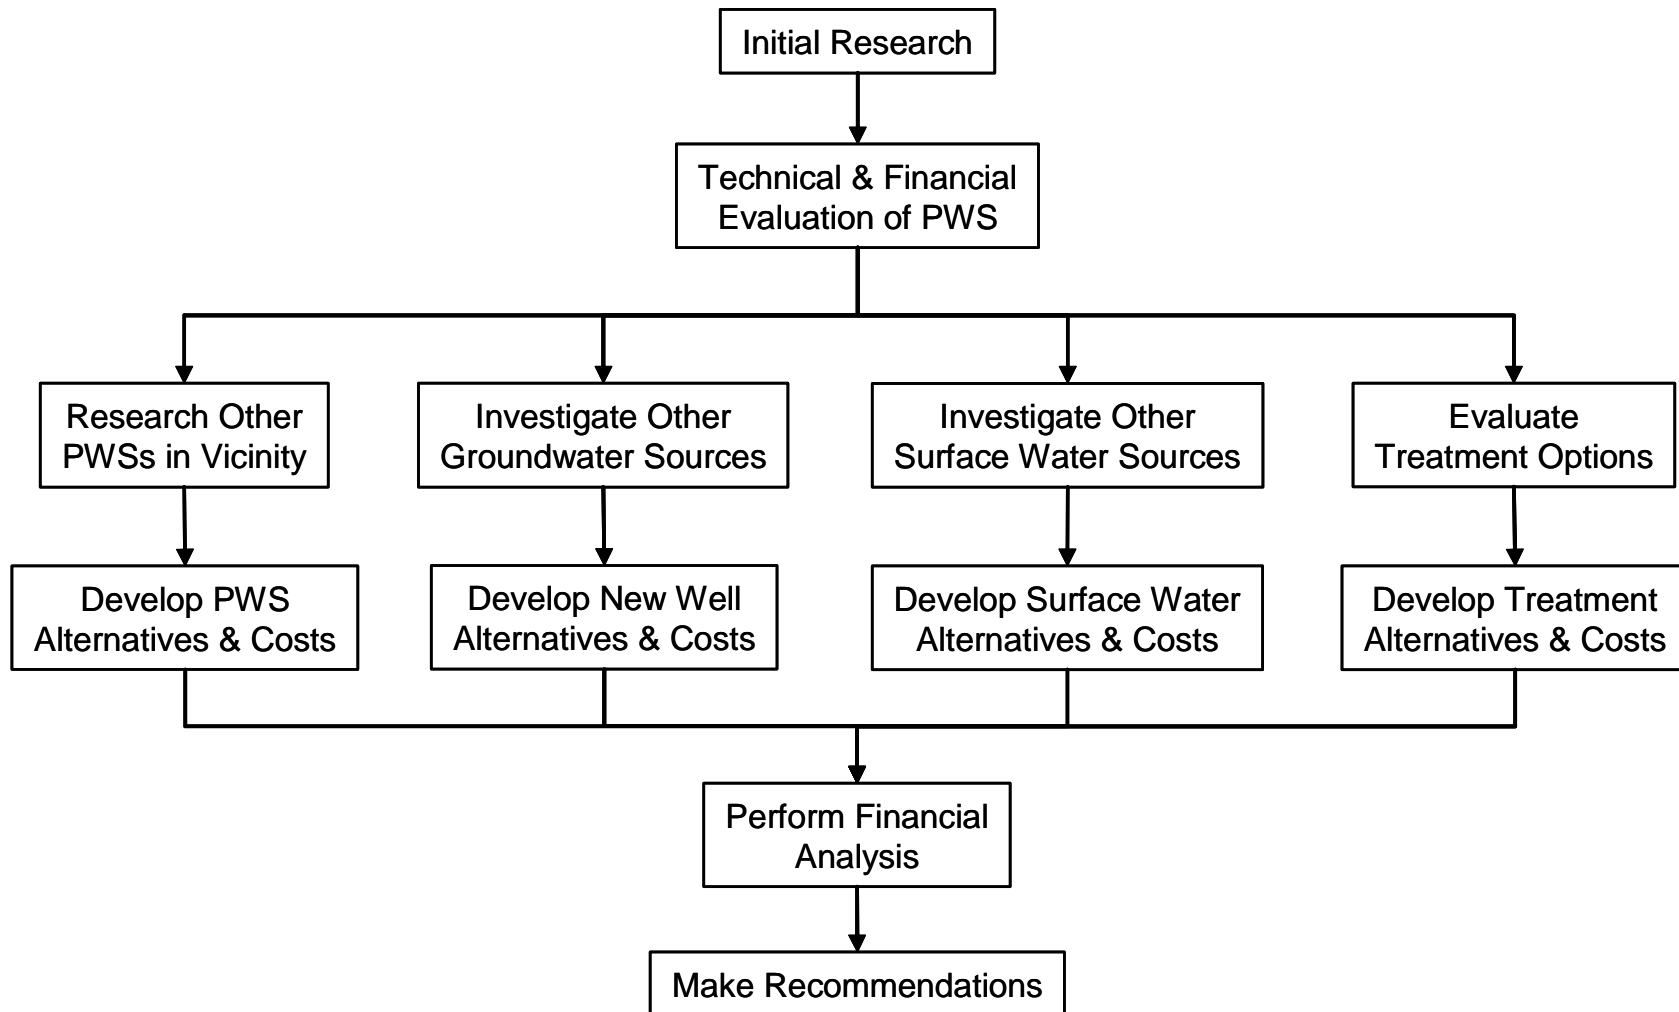 Initial Research
Technical & Financial
Evaluation of PWS
Research Other
PWSs in Vicinity
Investigate Other
Groundwater Sources
Investigate Other
Surface Water Sources
Evaluate
Treatment Options
Develop PWS
Alternatives & Costs
Develop New Well
Alternatives & Costs
Develop Surface Water
Alternatives & Costs
Develop Treatment
Alternatives & Costs
Perform Financial
Analysis
Make Recommendations